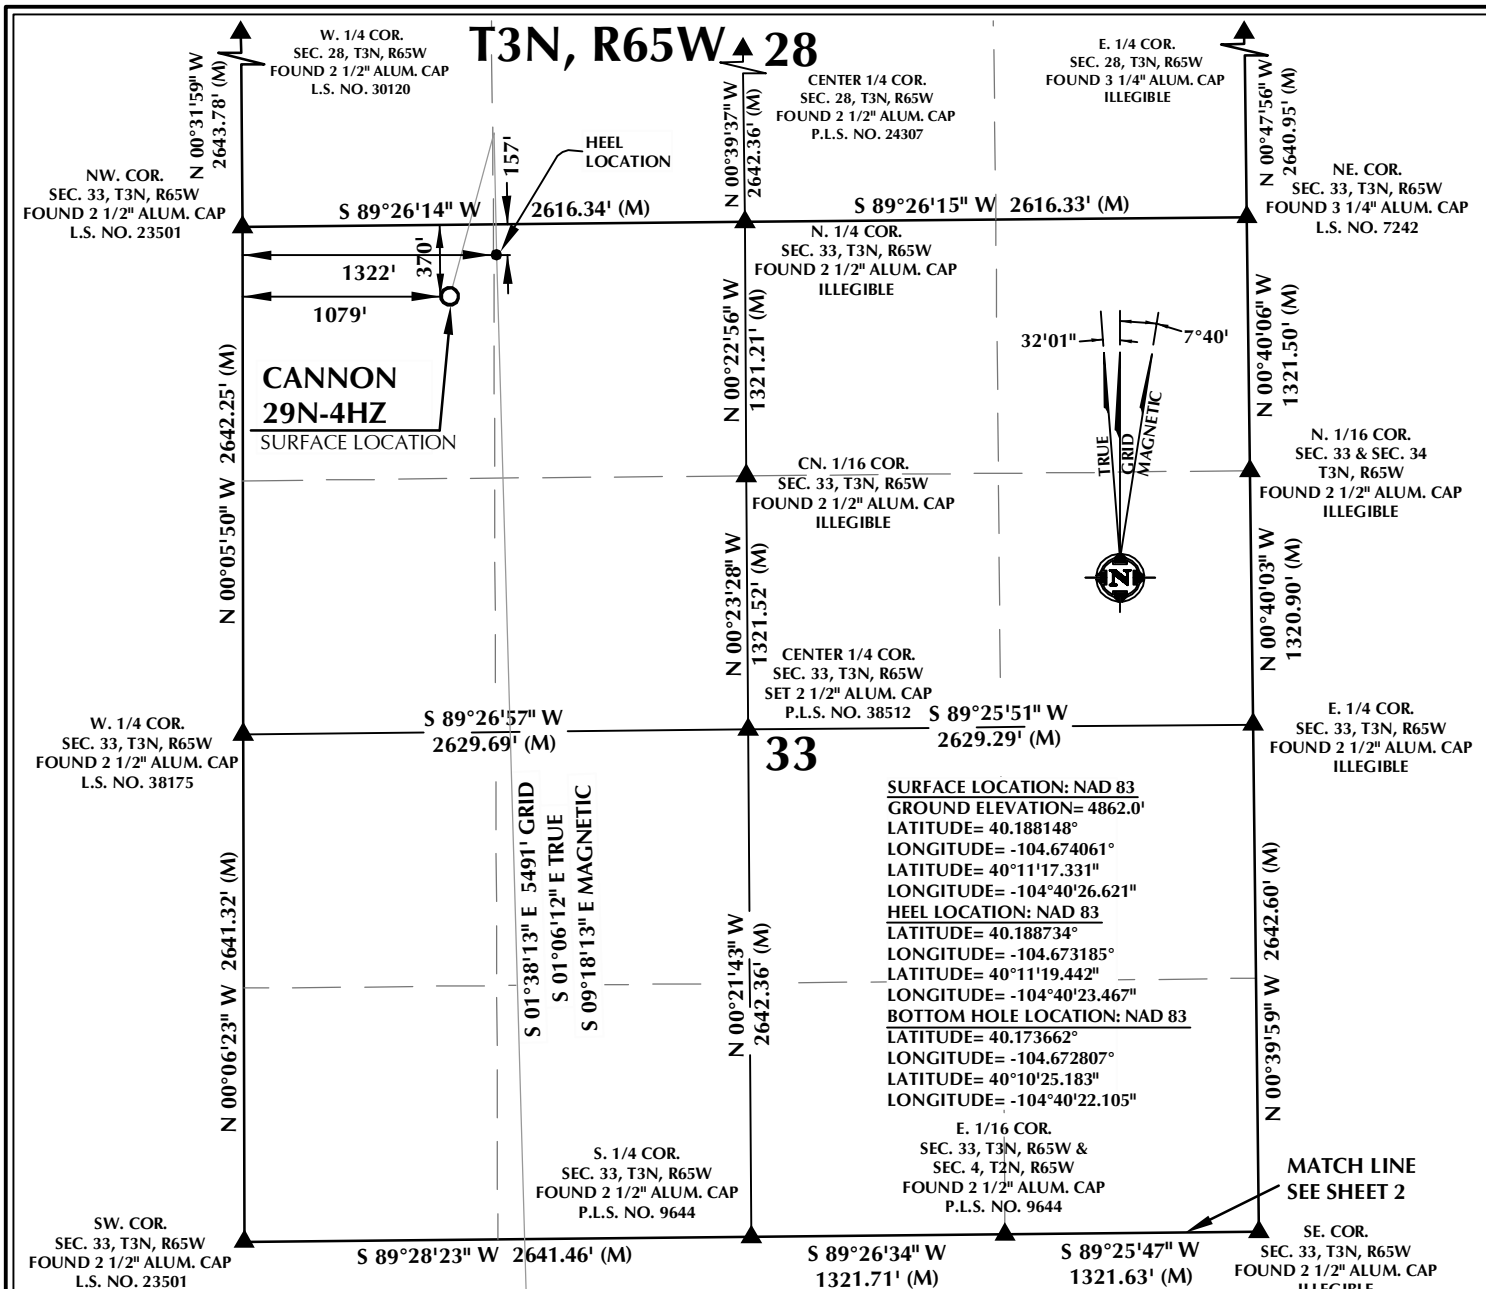 T3N, R65W
28
W. 1/4 COR.
SEC. 28, T3N, R65W
FOUND 2 1/2" ALUM. CAP
L.S. NO. 30120
CENTER 1/4 COR.
SEC. 28, T3N, R65W
FOUND 2 1/2" ALUM. CAP
P.L.S. NO. 24307
E. 1/4 COR.
SEC. 28, T3N, R65W
FOUND 3 1/4" ALUM. CAP
ILLEGIBLE
N 00°31'59" W
2643.78' (M)
N 00°39'37" W
2642.36' (M)
N 00°47'56" W
2640.95' (M)
HEEL
LOCATION
157'
NW. COR.
SEC. 33, T3N, R65W
FOUND 2 1/2" ALUM. CAP
L.S. NO. 23501
S 89°26'14" W 2616.34' (M)
S 89°26'15" W 2616.33' (M)
NE. COR.
SEC. 33, T3N, R65W
FOUND 3 1/4" ALUM. CAP
L.S. NO. 7242
N. 1/4 COR.
SEC. 33, T3N, R65W
FOUND 2 1/2" ALUM. CAP
ILLEGIBLE
370'
1322'
1079'
CANNON
29N-4HZ
SURFACE LOCATION
N 00°05'50" W 2642.25' (M)
N 00°22'56" W
1321.21' (M)
32'01"
7°40'
TRUE
GRID
MAGNETIC
N
N 00°40'06" W
1321.50' (M)
CN. 1/16 COR.
SEC. 33, T3N, R65W
FOUND 2 1/2" ALUM. CAP
ILLEGIBLE
N. 1/16 COR.
SEC. 33 & SEC. 34
T3N, R65W
FOUND 2 1/2" ALUM. CAP
ILLEGIBLE
N 00°23'28" W
1321.52' (M)
N 00°40'03" W
1320.90' (M)
CENTER 1/4 COR.
SEC. 33, T3N, R65W
SET 2 1/2" ALUM. CAP
P.L.S. NO. 38512
W. 1/4 COR.
SEC. 33, T3N, R65W
FOUND 2 1/2" ALUM. CAP
L.S. NO. 38175
S 89°26'57" W
2629.69' (M)
S 89°25'51" W
2629.29' (M)
E. 1/4 COR.
SEC. 33, T3N, R65W
FOUND 2 1/2" ALUM. CAP
ILLEGIBLE
33
SURFACE LOCATION: NAD 83
GROUND ELEVATION= 4862.0'
LATITUDE= 40.188148°
LONGITUDE= -104.674061°
LATITUDE= 40°11'17.331"
LONGITUDE= -104°40'26.621"
HEEL LOCATION: NAD 83
LATITUDE= 40.188734°
LONGITUDE= -104.673185°
LATITUDE= 40°11'19.442"
LONGITUDE= -104°40'23.467"
BOTTOM HOLE LOCATION: NAD 83
LATITUDE= 40.173662°
LONGITUDE= -104.672807°
LATITUDE= 40°10'25.183"
LONGITUDE= -104°40'22.105"
N 00°06'23" W 2641.32' (M)
S 01°38'13" E 5491' GRID
S 01°06'12" E TRUE
S 09°18'13" E MAGNETIC
N 00°21'43" W
2642.36' (M)
N 00°39'59" W 2642.60' (M)
S. 1/4 COR.
SEC. 33, T3N, R65W
FOUND 2 1/2" ALUM. CAP
P.L.S. NO. 9644
E. 1/16 COR.
SEC. 33, T3N, R65W &
SEC. 4, T2N, R65W
FOUND 2 1/2" ALUM. CAP
P.L.S. NO. 9644
MATCH LINE
SEE SHEET 2
SW. COR.
SEC. 33, T3N, R65W
FOUND 2 1/2" ALUM. CAP
L.S. NO. 23501
S 89°28'23" W 2641.46' (M)
S 89°26'34" W
1321.71' (M)
S 89°25'47" W
1321.63' (M)
SE. COR.
SEC. 33, T3N, R65W
FOUND 2 1/2" ALUM. CAP
ILLEGIBLE